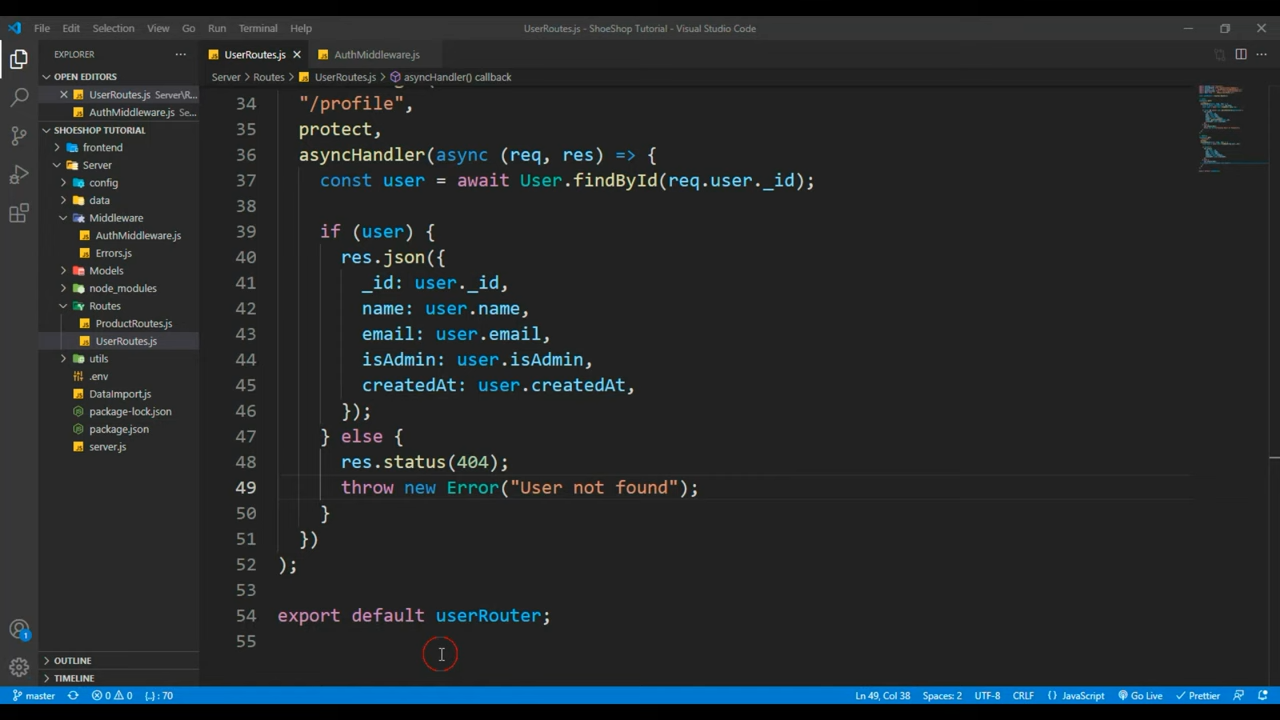 File Edit Selection View Go Run Terminal Help
UserRoutes.js - ShoeShop Tutorial - Visual Studio Code
EXPLORER
UserRoutes.js
AuthMiddleware.js
Server > Routes > UserRoutes.js > asyncHandler() callback
OPEN EDITORS
UserRoutes.js Server\R...
AuthMiddleware.js Se...
SHOESHOP TUTORIAL
frontend
Server
config
data
Middleware
AuthMiddleware.js
Errors.js
Models
node_modules
Routes
ProductRoutes.js
UserRoutes.js
utils
.env
DataImport.js
package-lock.json
package.json
server.js
OUTLINE
TIMELINE
34 "/profile",
35 protect,
36 asyncHandler(async (req, res) => {
37 const user = await User.findById(req.user._id);
38
39 if (user) {
40 res.json({
41 _id: user._id,
42 name: user.name,
43 email: user.email,
44 isAdmin: user.isAdmin,
45 createdAt: user.createdAt,
46 });
47 } else {
48 res.status(404);
49 throw new Error("User not found");
50 }
51 })
52 );
53
54 export default userRouter;
55
1
master 0 0 {..} : 70
Ln 49, Col 38 Spaces: 2 UTF-8 CRLF {} JavaScript Go Live Prettier